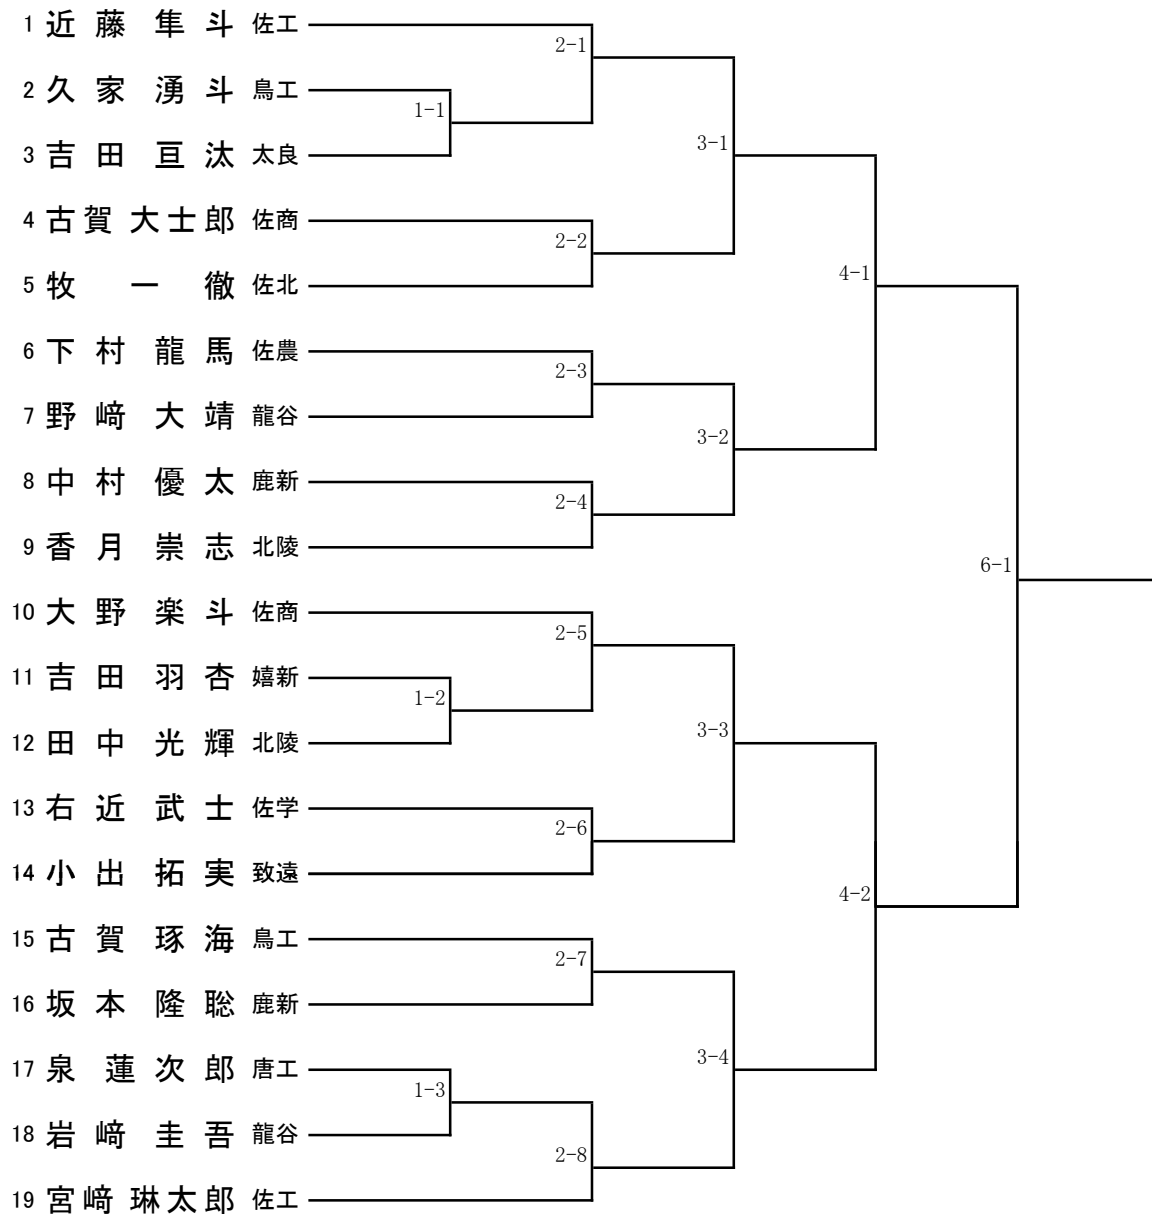 1 近藤 隼斗 佐工
2-1
2 久家 湧斗 鳥工
1-1
3-1
3 吉田 亘汰 太良
4 古賀 大士郎 佐商
2-2
4-1
5 牧 一徹 佐北
6 下村 龍馬 佐農
2-3
7 野﨑 大靖 龍谷
3-2
8 中村 優太 鹿新
2-4
9 香月 崇志 北陵
6-1
10 大野 楽斗 佐商
2-5
11 吉田 羽杏 嬉新
1-2
3-3
12 田中 光輝 北陵
13 右近 武士 佐学
2-6
14 小出 拓実 致遠
4-2
15 古賀 琢海 鳥工
2-7
16 坂本 隆聡 鹿新
3-4
17 泉 蓮次郎 唐工
1-3
18 岩﨑 圭吾 龍谷
2-8
19 宮﨑 琳太郎 佐工